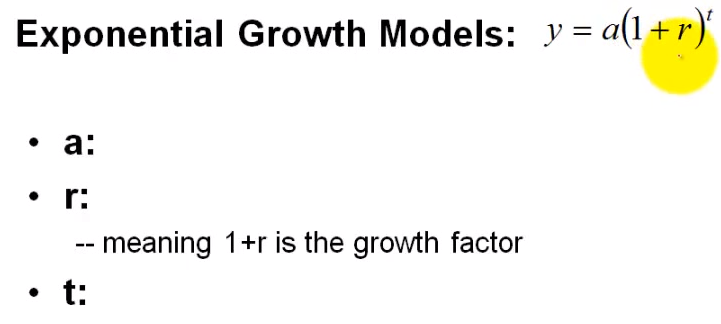 Exponential Growth Models: y = a(1 + r)^t
• a:
• r:
-- meaning 1+r is the growth factor
• t: